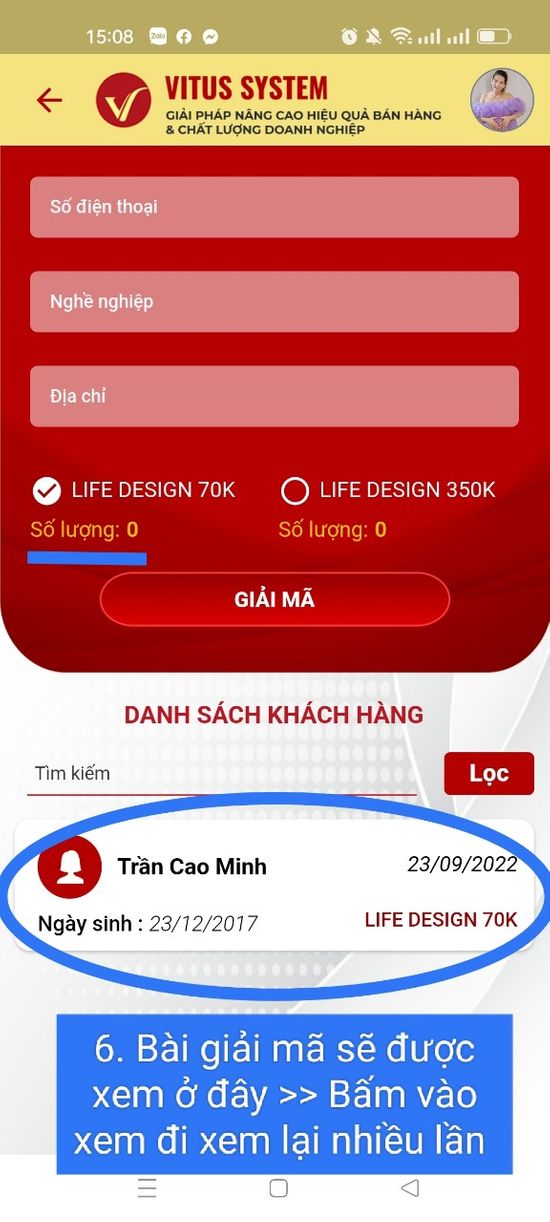 15:08 Zalo
VITUS SYSTEM
GIẢI PHÁP NÂNG CAO HIỆU QUẢ BÁN HÀNG
& CHẤT LƯỢNG DOANH NGHIỆP
Số điện thoại
Nghề nghiệp
Địa chỉ
LIFE DESIGN 70K LIFE DESIGN 350K
Số lượng: 0 Số lượng: 0
GIẢI MÃ
DANH SÁCH KHÁCH HÀNG
Tìm kiếm Lọc
Trần Cao Minh 23/09/2022
Ngày sinh : 23/12/2017 LIFE DESIGN 70K
6. Bài giải mã sẽ được
xem ở đây >> Bấm vào
xem đi xem lại nhiều lần